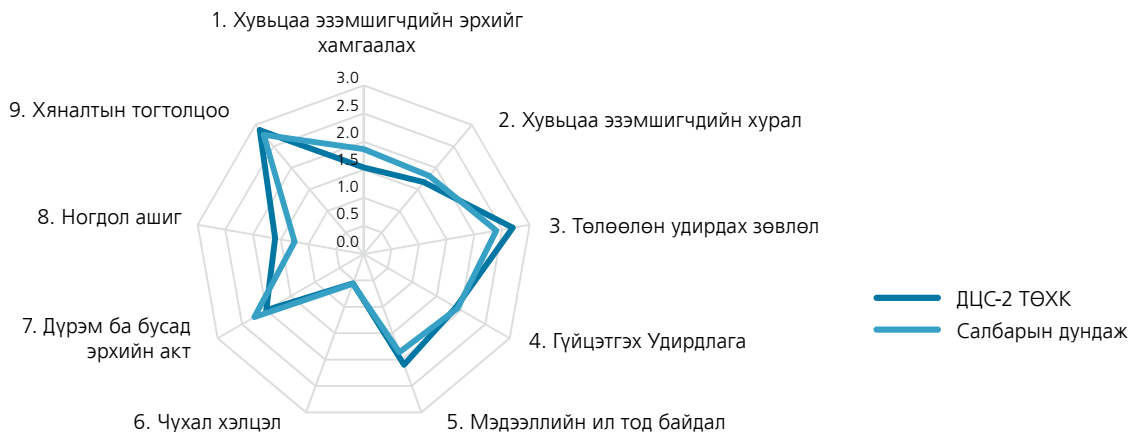 1. Хувьцаа эзэмшигчдийн эрхийг
хамгаалах
3.0
2.5
2.0
1.5
1.0
0.5
0.0
2. Хувьцаа эзэмшигчдийн хурал
3. Төлөөлөн удирдах зөвлөл
4. Гүйцэтгэх Удирдлага
5. Мэдээллийн ил тод байдал
6. Чухал хэлцэл
7. Дүрэм ба бусад
эрхийн акт
8. Ногдол ашиг
9. Хяналтын тогтолцоо
ДЦС-2 ТӨХК
Салбарын дундаж